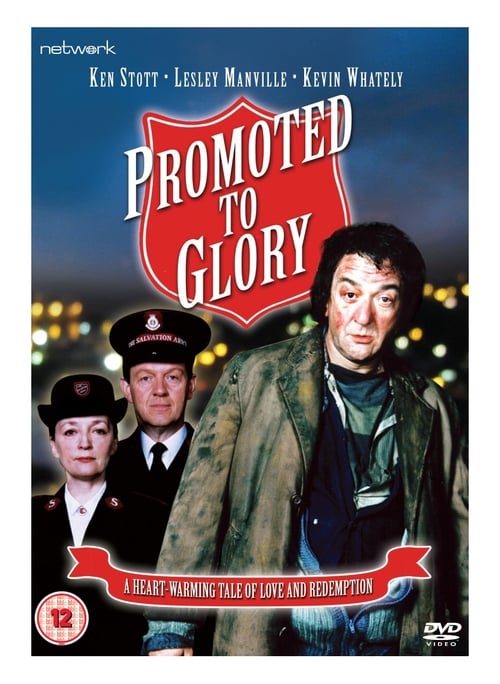 network
KEN STOTT • LESLEY MANVILLE • KEVIN WHATELY
PROMOTED
TO
GLORY
THE SALVATION ARMY
S S
A HEART-WARMING TALE OF LOVE AND REDEMPTION
12
DVD
VIDEO